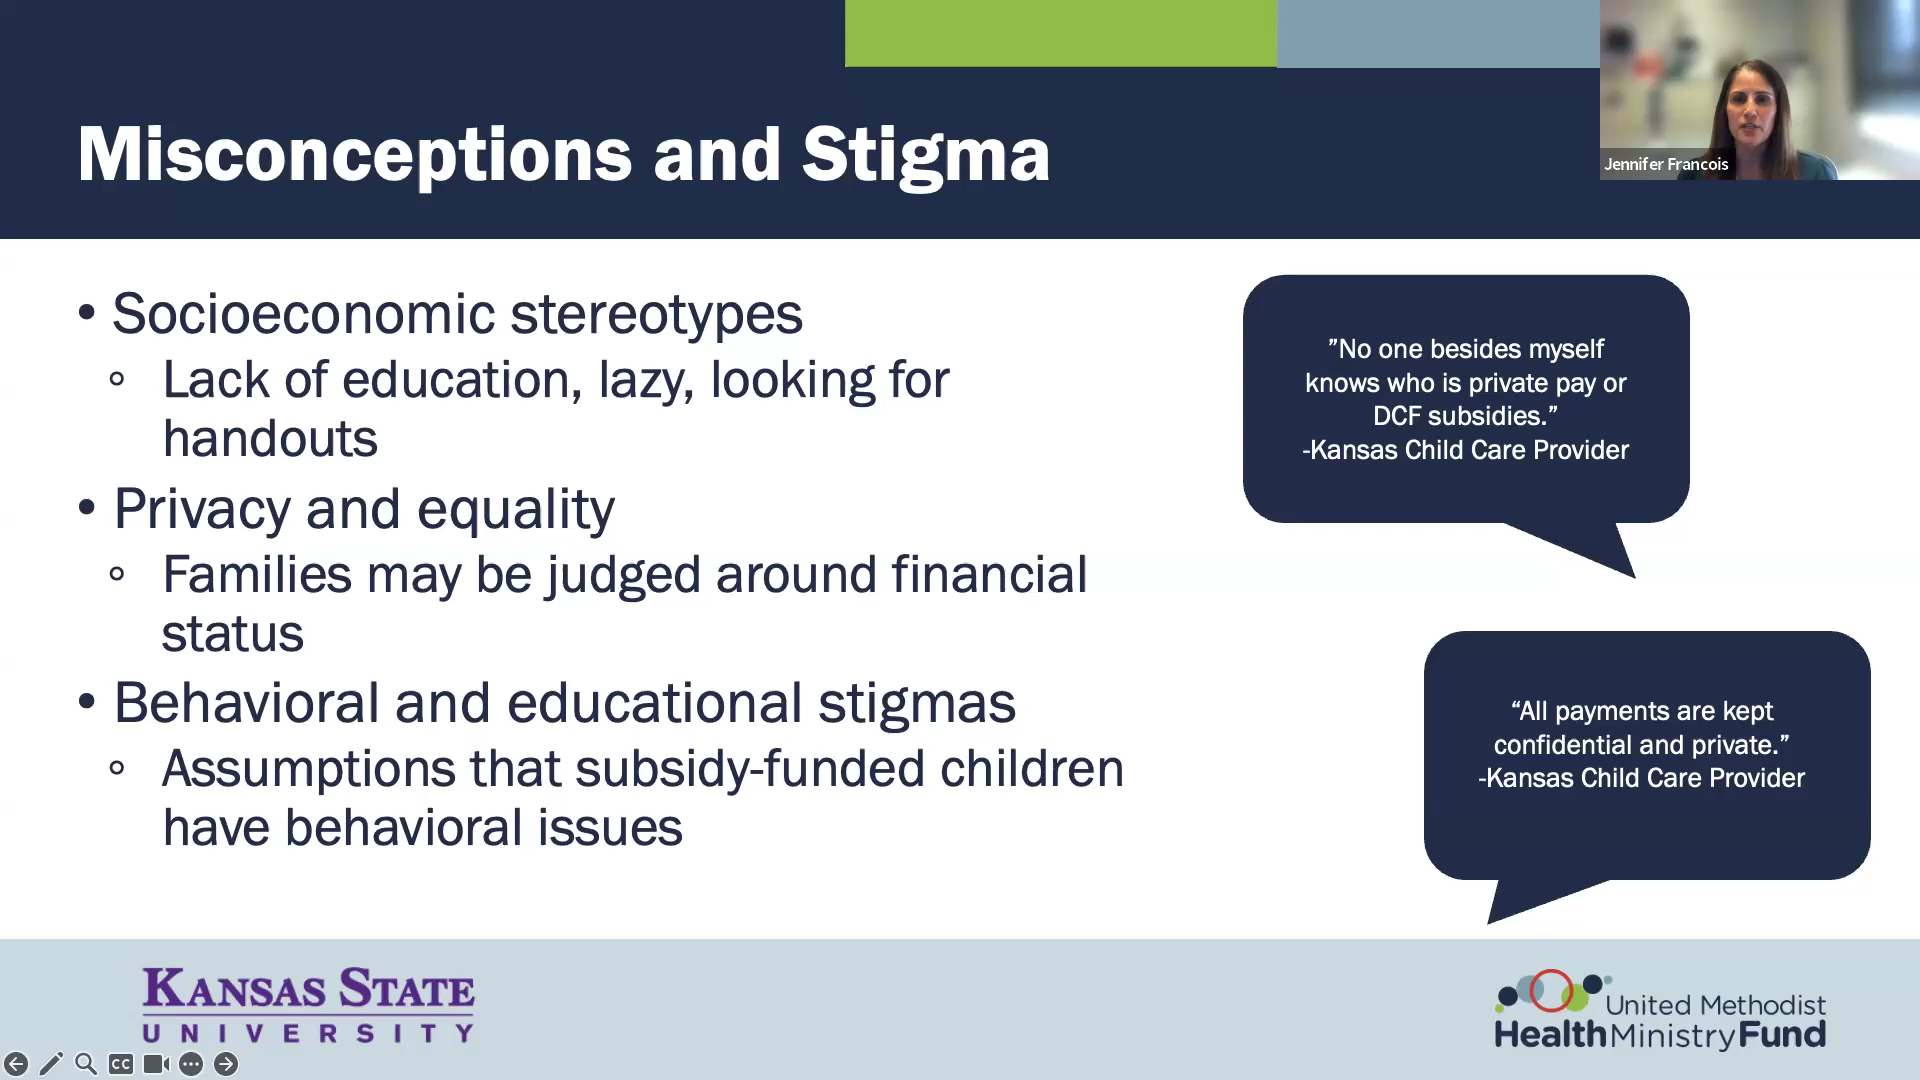 Misconceptions and Stigma
Jennifer Francois
• Socioeconomic stereotypes
◦ Lack of education, lazy, looking for
handouts
• Privacy and equality
◦ Families may be judged around financial
status
• Behavioral and educational stigmas
◦ Assumptions that subsidy-funded children
have behavioral issues
”No one besides myself
knows who is private pay or
DCF subsidies.”
-Kansas Child Care Provider
“All payments are kept
confidential and private.”
-Kansas Child Care Provider
KANSAS STATE
UNIVERSITY
United Methodist
HealthMinistryFund
CC